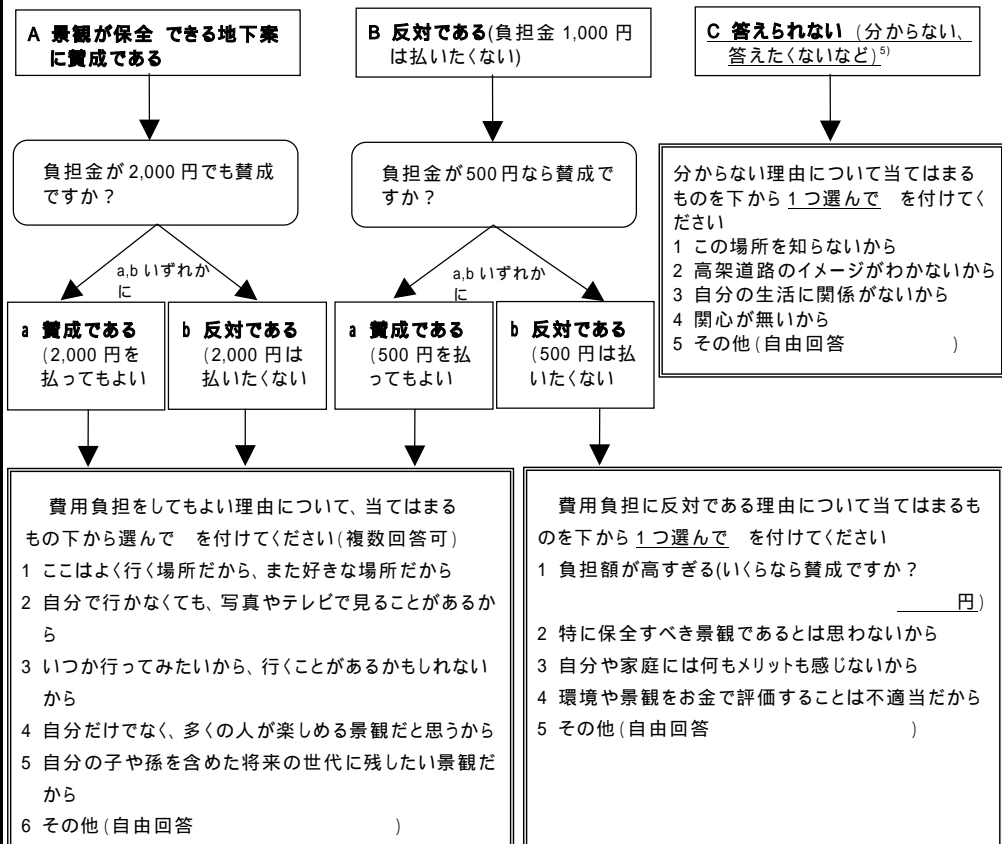 A 景観が保全 できる地下案
に賛成である
B 反対である(負担金 1,000 円
は払いたくない)
C 答えられない (分からない、
答えたくないなど)5)
負担金が 2,000 円でも賛成
ですか？
負担金が 500 円なら賛成で
すか？
分からない理由について当てはまる
ものを下から 1 つ選んで を付けてく
ださい
1 この場所を知らないから
2 高架道路のイメージがわかないから
3 自分の生活に関係がないから
4 関心が無いから
5 その他(自由回答 )
a,b いずれか
に
a,b いずれか
に
a 賛成である
(2,000 円を
払ってもよい
b 反対である
(2,000 円は
払いたくない
a 賛成である
(500 円を払
ってもよい
b 反対である
(500 円は払
いたくない
費用負担をしてもよい理由について、当てはまる
もの下から選んで を付けてください(複数回答可)
1 ここはよく行く場所だから、また好きな場所だから
2 自分で行かなくても、写真やテレビで見ることがあるか
ら
3 いつか行ってみたいから、行くことがあるかもしれない
から
4 自分だけでなく、多くの人が楽しめる景観だと思うから
5 自分の子や孫を含めた将来の世代に残したい景観だ
から
6 その他(自由回答 )
費用負担に反対である理由について当てはまるも
のを下から 1 つ選んで を付けてください
1 負担額が高すぎる(いくらなら賛成ですか？
円)
2 特に保全すべき景観であるとは思わないから
3 自分や家庭には何もメリットも感じないから
4 環境や景観をお金で評価することは不適当だから
5 その他(自由回答 )